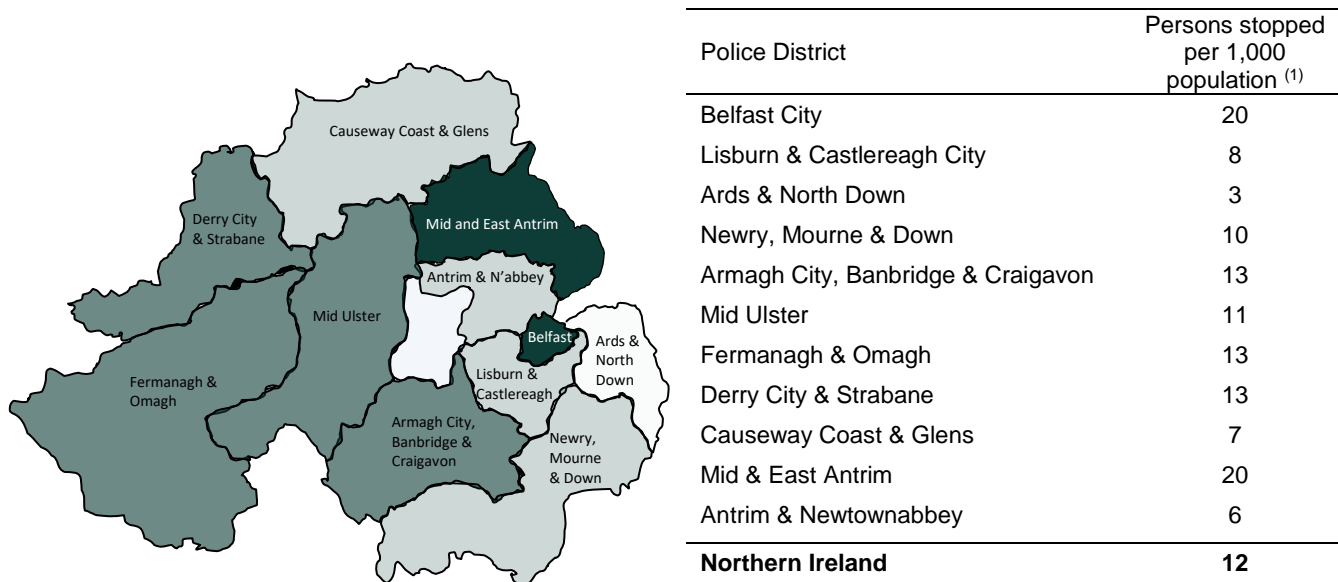 Causeway Coast & Glens
Derry City
& Strabane
Mid and East Antrim
Antrim & N'abbey
Mid Ulster
Belfast
Ards &
North
Down
Fermanagh &
Omagh
Lisburn &
Castlereagh
Armagh City,
Banbridge &
Craigavon
Newry,
Mourne
& Down
Police District
Persons stopped
per 1,000
population (1)
Belfast City 20
Lisburn & Castlereagh City 8
Ards & North Down 3
Newry, Mourne & Down 10
Armagh City, Banbridge & Craigavon 13
Mid Ulster 11
Fermanagh & Omagh 13
Derry City & Strabane 13
Causeway Coast & Glens 7
Mid & East Antrim 20
Antrim & Newtownabbey 6
Northern Ireland 12